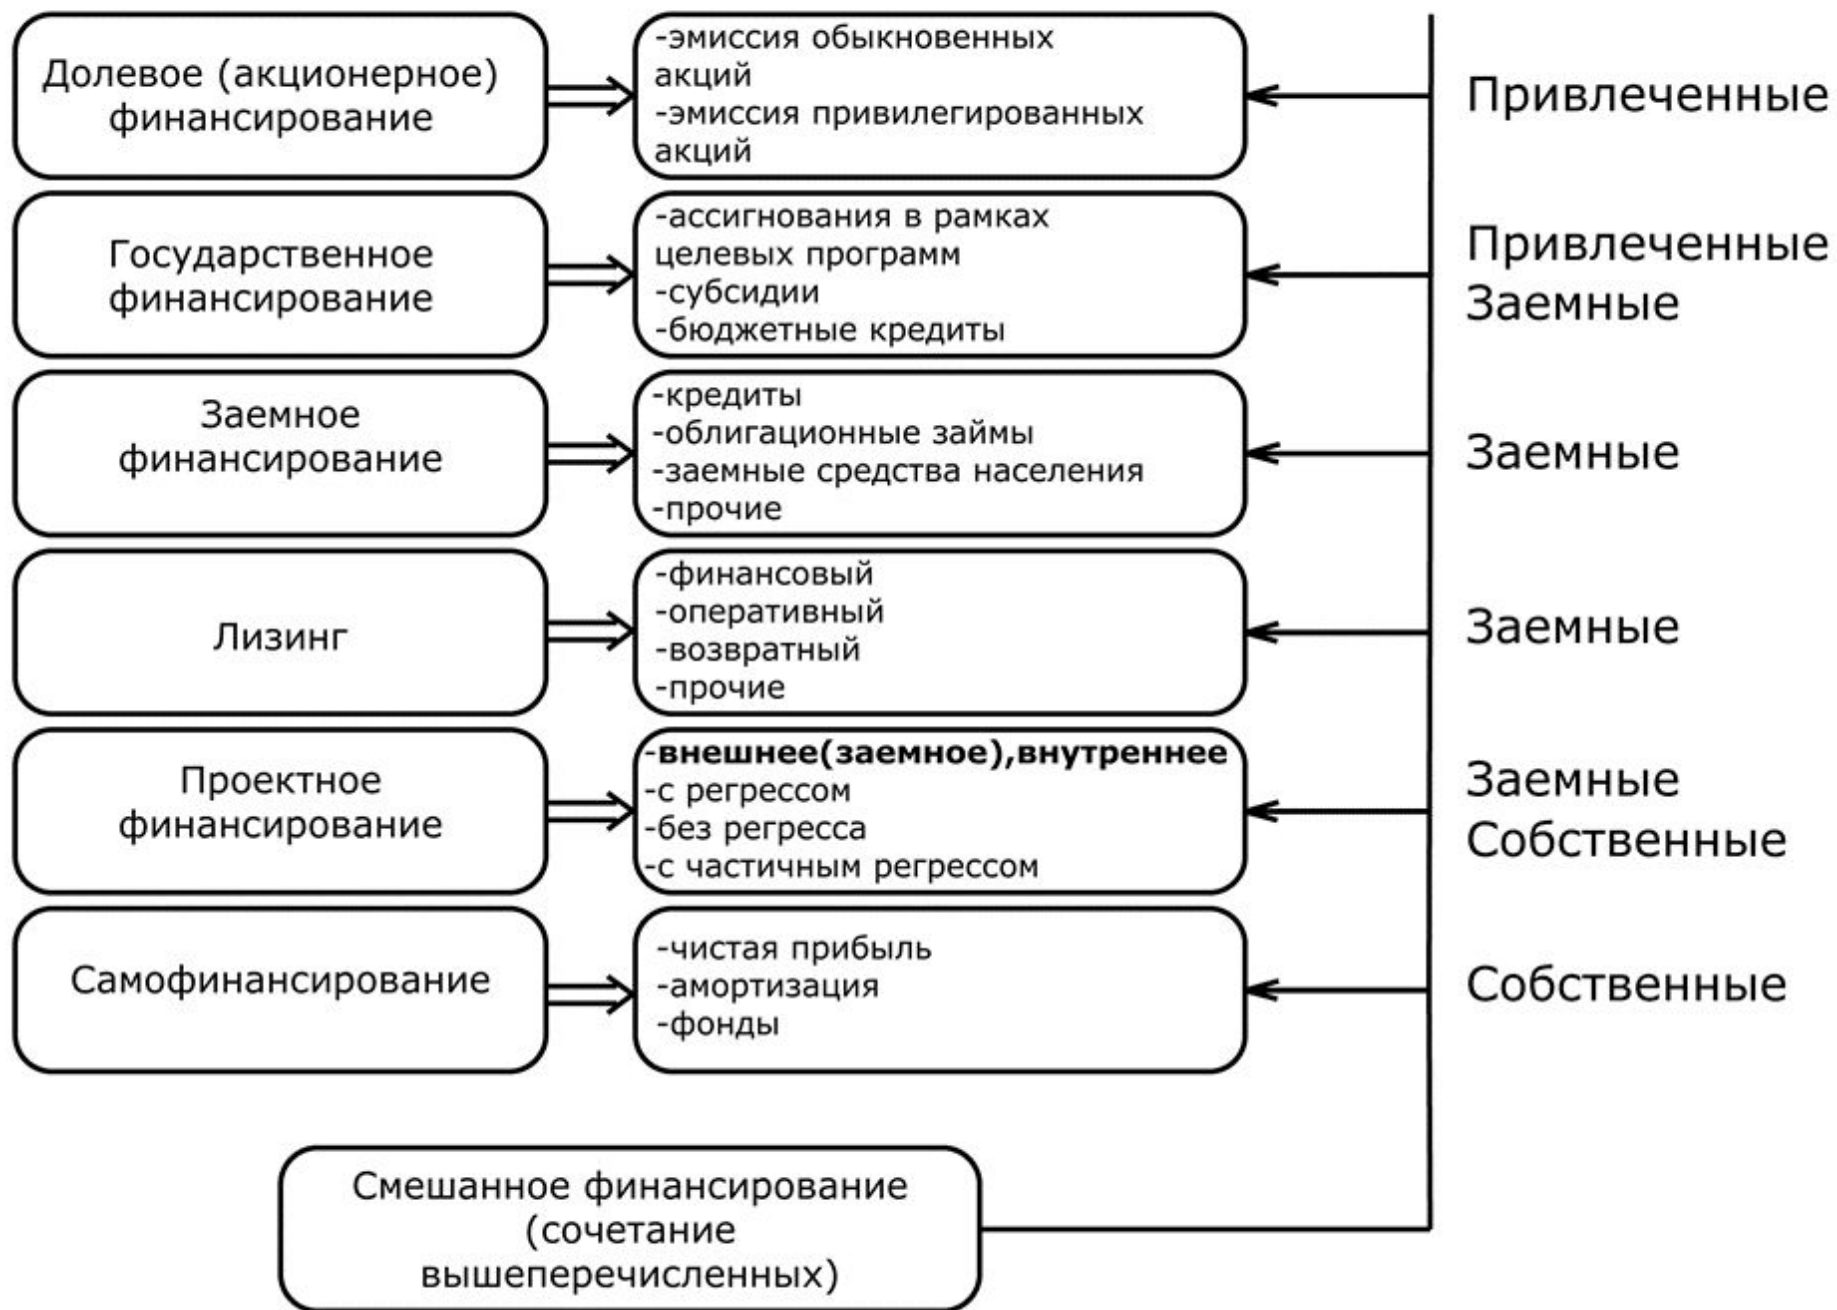 Долевое (акционерное)
финансирование
-эмиссия обыкновенных
акций
-эмиссия привилегированных
акций
Привлеченные
Государственное
финансирование
-ассигнования в рамках
целевых программ
-субсидии
-бюджетные кредиты
Привлеченные
Заемные
Заемное
финансирование
-кредиты
-облигационные займы
-заемные средства населения
-прочие
Заемные
Лизинг
-финансовый
-оперативный
-возвратный
-прочие
Заемные
Проектное
финансирование
-внешнее(заемное),внутреннее
-с регрессом
-без регресса
-с частичным регрессом
Заемные
Собственные
Самофинансирование
-чистая прибыль
-амортизация
-фонды
Собственные
Смешанное финансирование
(сочетание
вышеперечисленных)